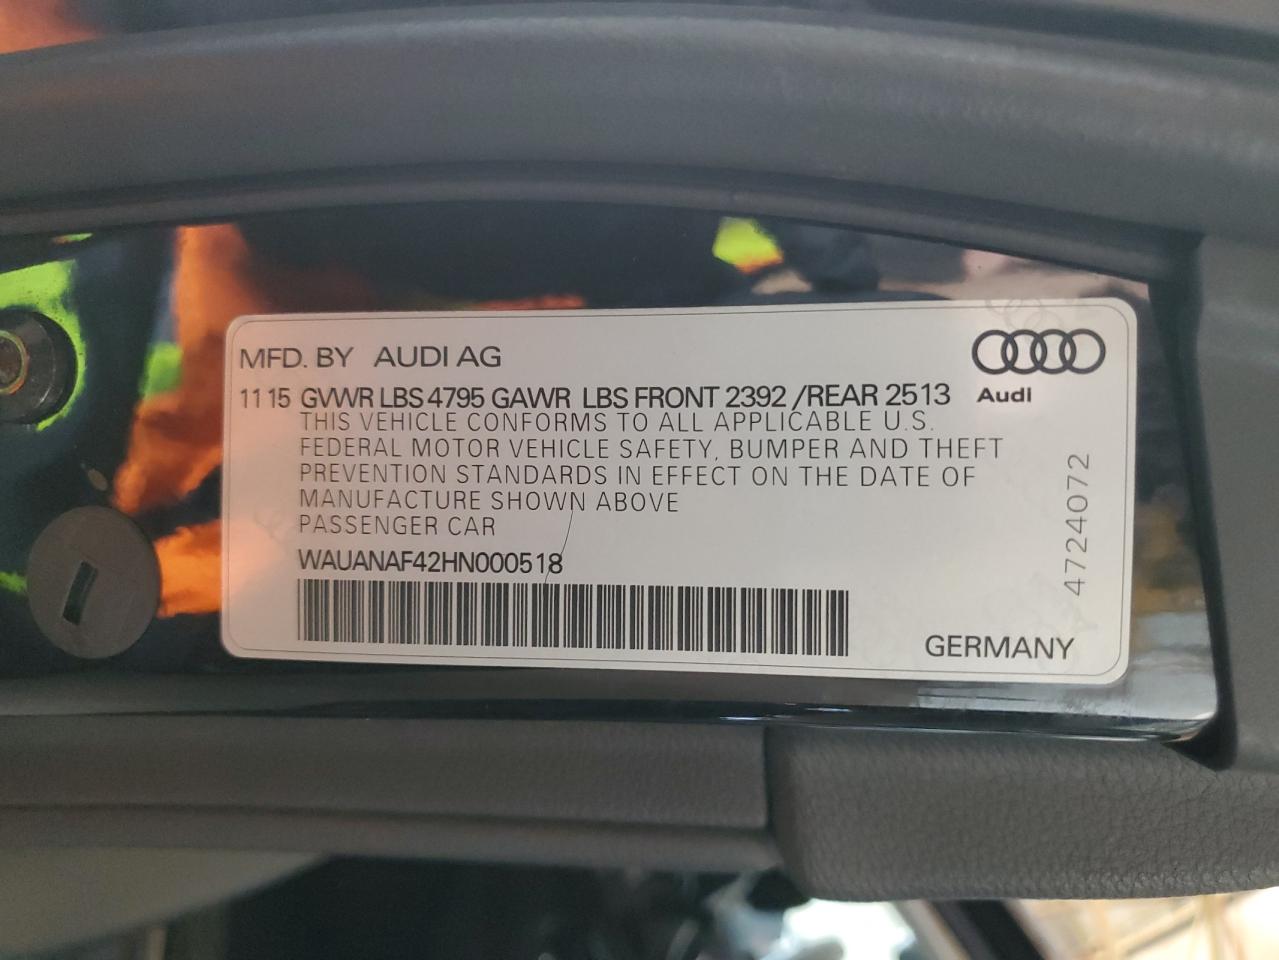 MFD. BY AUDI AG
11 15 GVWR LBS 4795 GAWR LBS FRONT 2392 /REAR 2513
Audi
THIS VEHICLE CONFORMS TO ALL APPLICABLE U.S.
FEDERAL MOTOR VEHICLE SAFETY, BUMPER AND THEFT
PREVENTION STANDARDS IN EFFECT ON THE DATE OF
MANUFACTURE SHOWN ABOVE
PASSENGER CAR
WAUANAF42HN000518
4724072
GERMANY